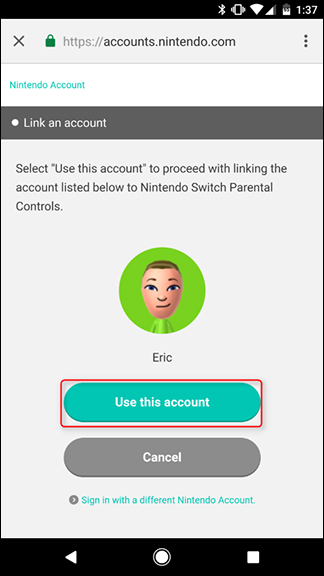 1:37
https://accounts.nintendo.com
Nintendo Account
Link an account
Select "Use this account" to proceed with linking the
account listed below to Nintendo Switch Parental
Controls.
Eric
Use this account
Cancel
Sign in with a different Nintendo Account.